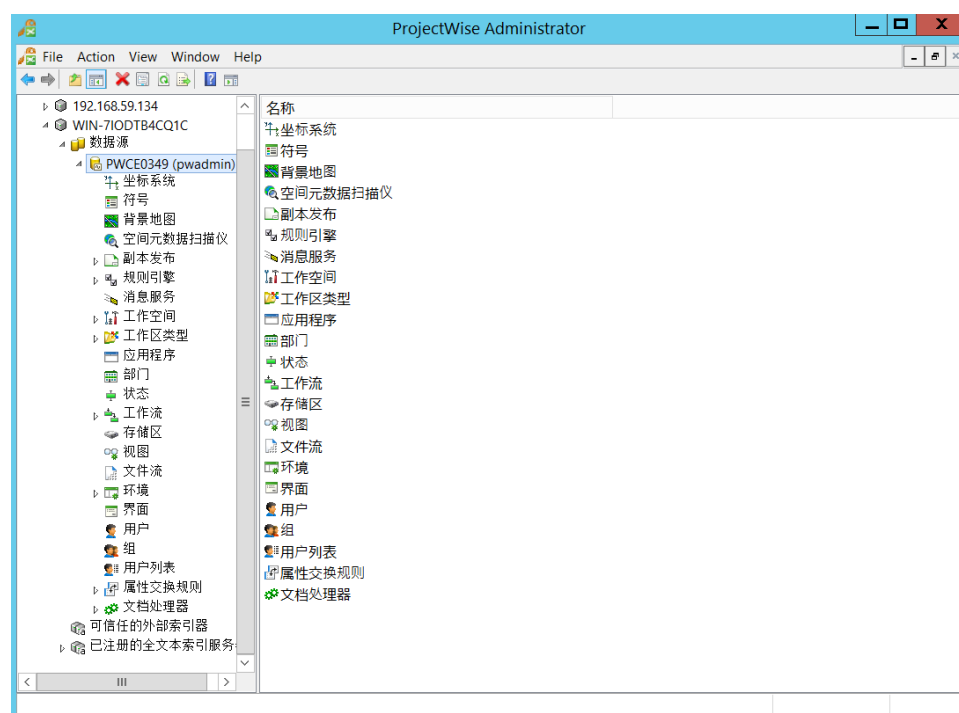 ProjectWise Administrator
File Action View Window Help
192.168.59.134
WIN-7IODTB4CQ1C
数据源
PWCE0349 (pwadmin)
坐标系统
符号
背景地图
空间元数据扫描仪
副本发布
规则引擎
消息服务
工作空间
工作区类型
应用程序
部门
状态
工作流
存储区
视图
文件流
环境
界面
用户
组
用户列表
属性交换规则
文档处理器
可信任的外部索引器
已注册的全文本索引服务
名称
坐标系统
符号
背景地图
空间元数据扫描仪
副本发布
规则引擎
消息服务
工作空间
工作区类型
应用程序
部门
状态
工作流
存储区
视图
文件流
环境
界面
用户
组
用户列表
属性交换规则
文档处理器